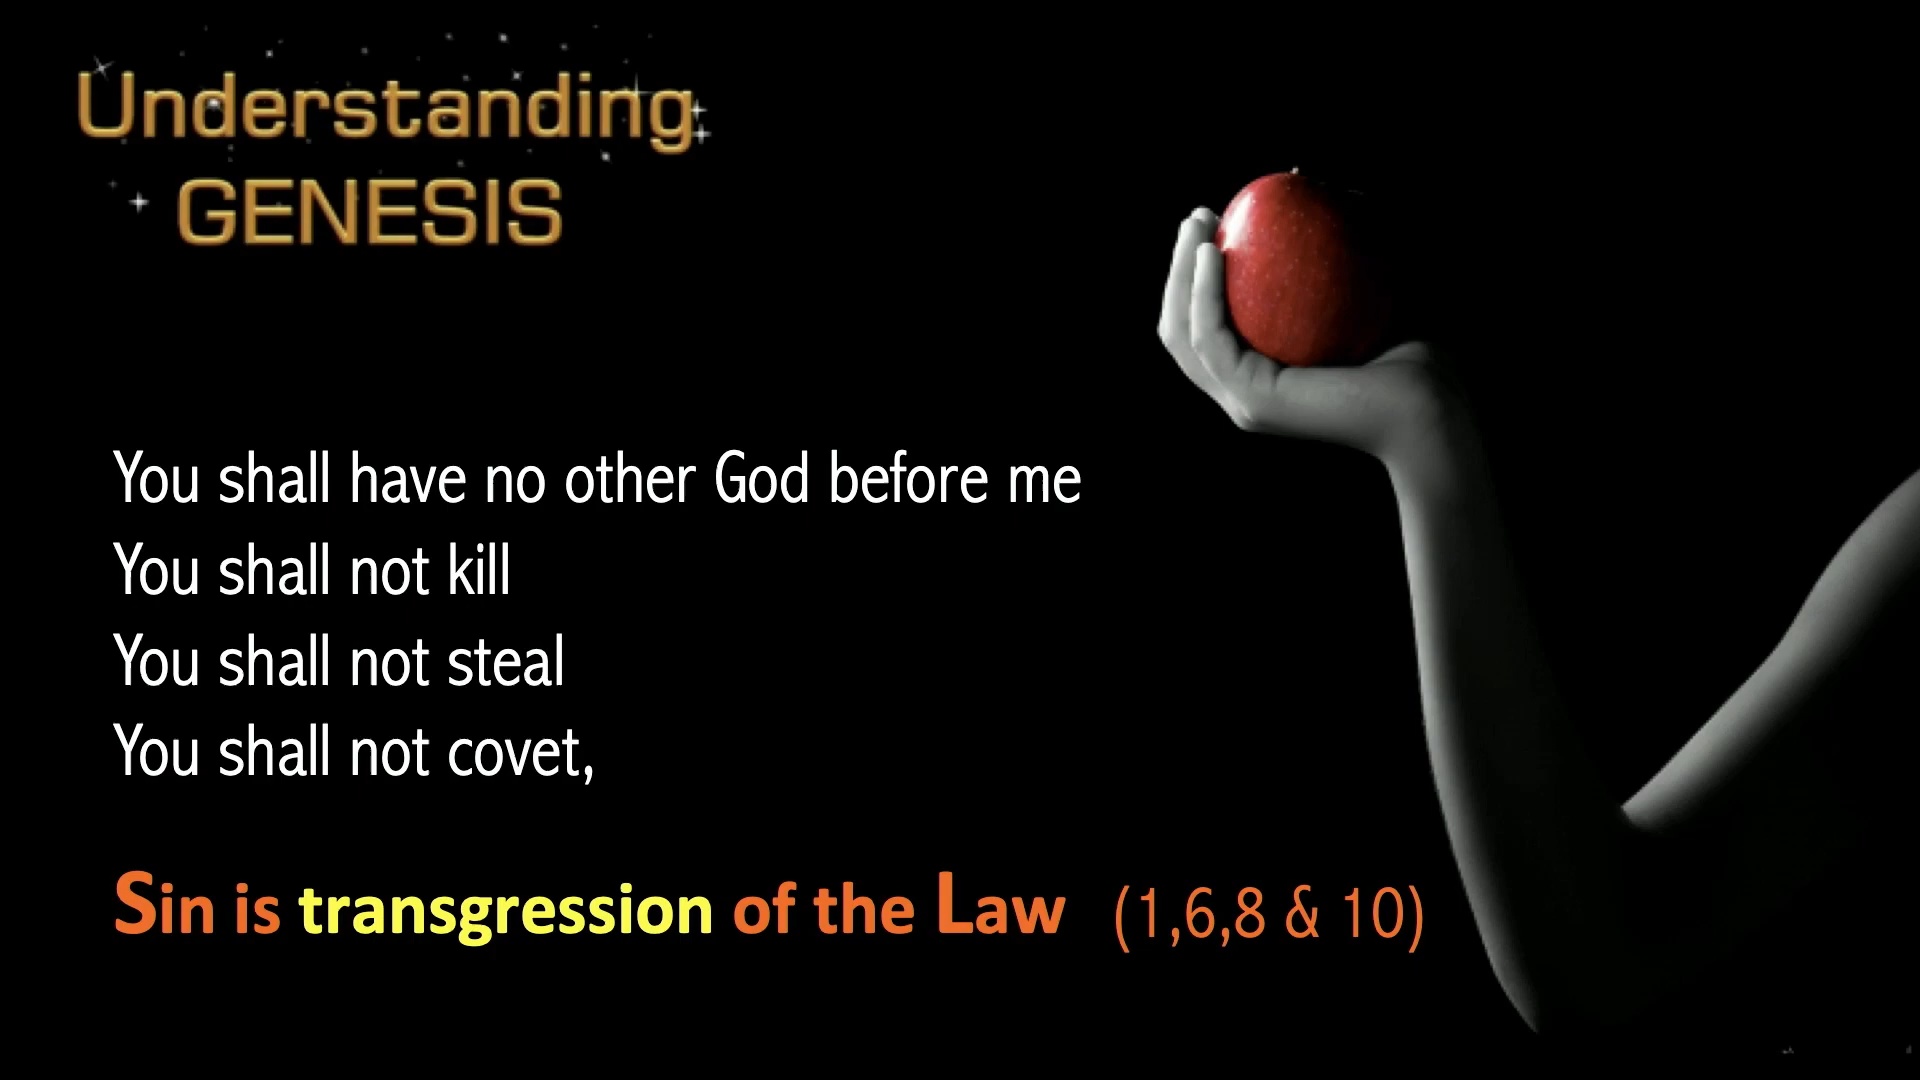 Understanding
GENESIS
You shall have no other God before me
You shall not kill
You shall not steal
You shall not covet,
Sin is transgression of the Law (1,6,8 & 10)